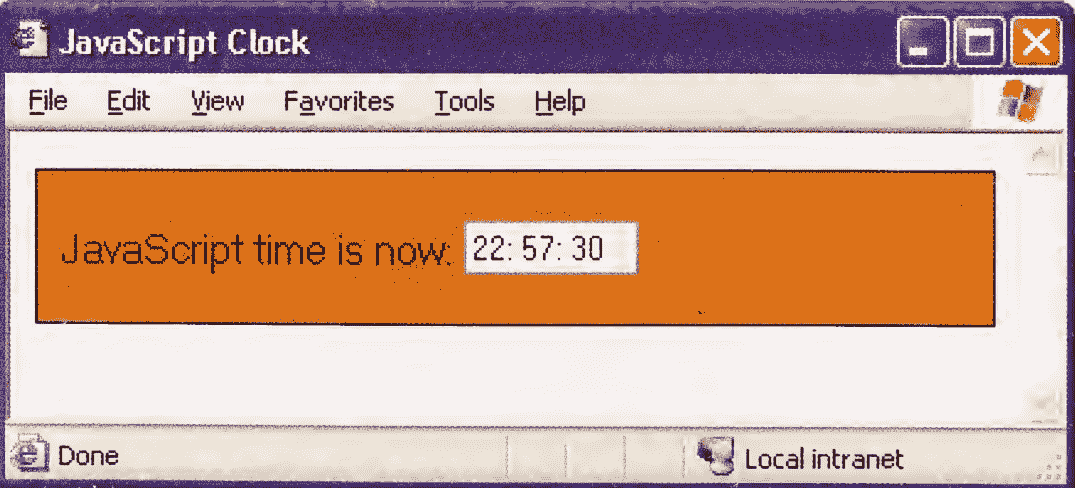 JavaScript Clock
File Edit View Favorites Tools Help
JavaScript time is now: 22: 57: 30
Done Local intranet